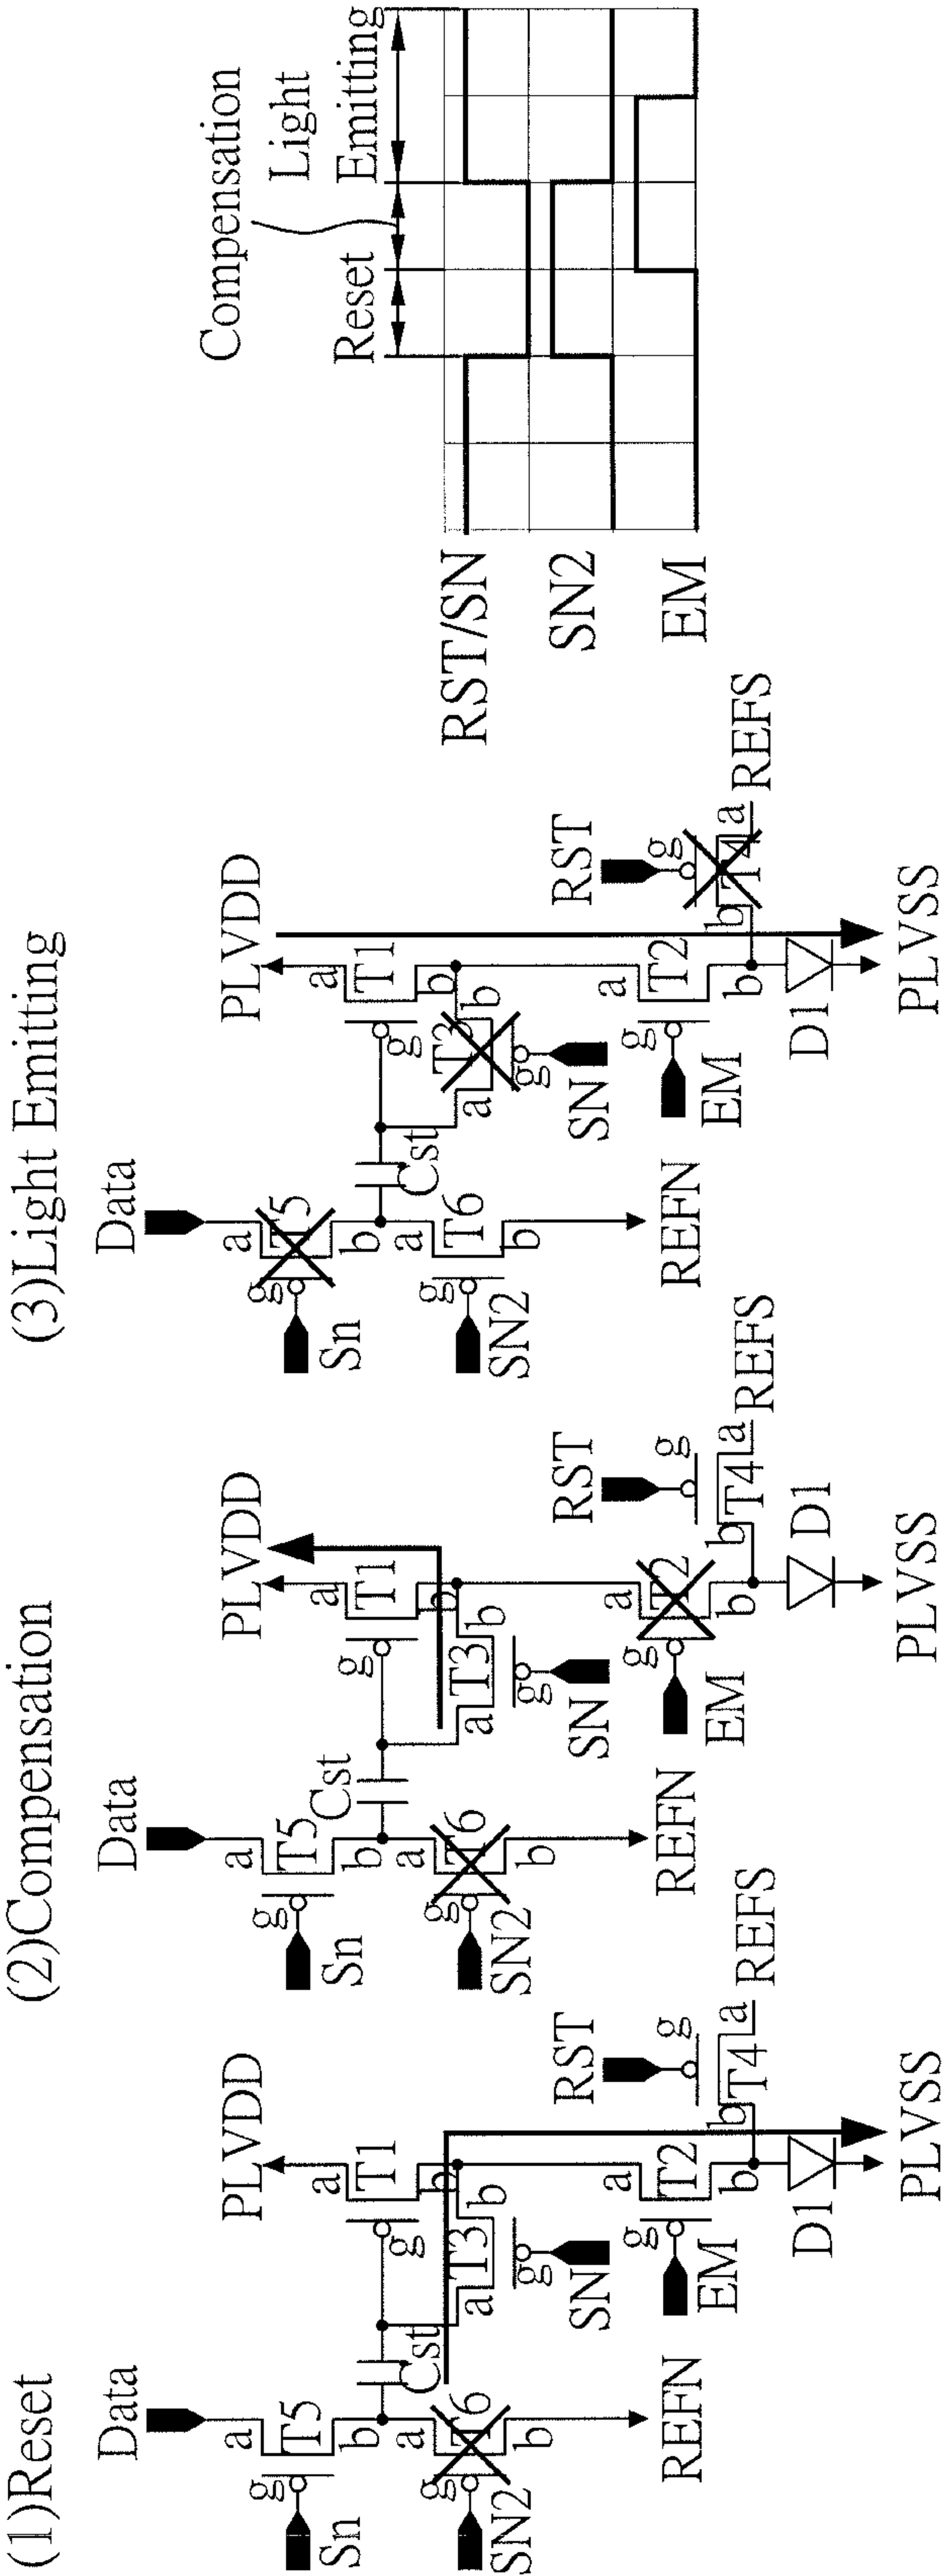 (1)Reset
Data
a
T5
g
b
Sn
Cst
a
T6
g
b
SN2
REFN
PLVDD
a
T1
g
b
b
T3
a
g
SN
a
T2
g
b
EM
RST
g
T4
a
b
REFS
D1
PLVSS
(2)Compensation
Data
a
T5
g
b
Sn
Cst
a
T6
g
b
SN2
REFN
PLVDD
a
T1
g
b
b
T3
a
g
SN
a
T2
g
b
EM
RST
g
T4
a
b
REFS
D1
PLVSS
(3)Light Emitting
Data
a
T5
g
b
Sn
Cst
a
T6
g
b
SN2
REFN
PLVDD
a
T1
g
b
b
T3
a
g
SN
a
T2
g
b
EM
RST
g
T4
a
b
REFS
D1
PLVSS
Compensation
Reset
Light
Emitting
RST/SN
SN2
EM